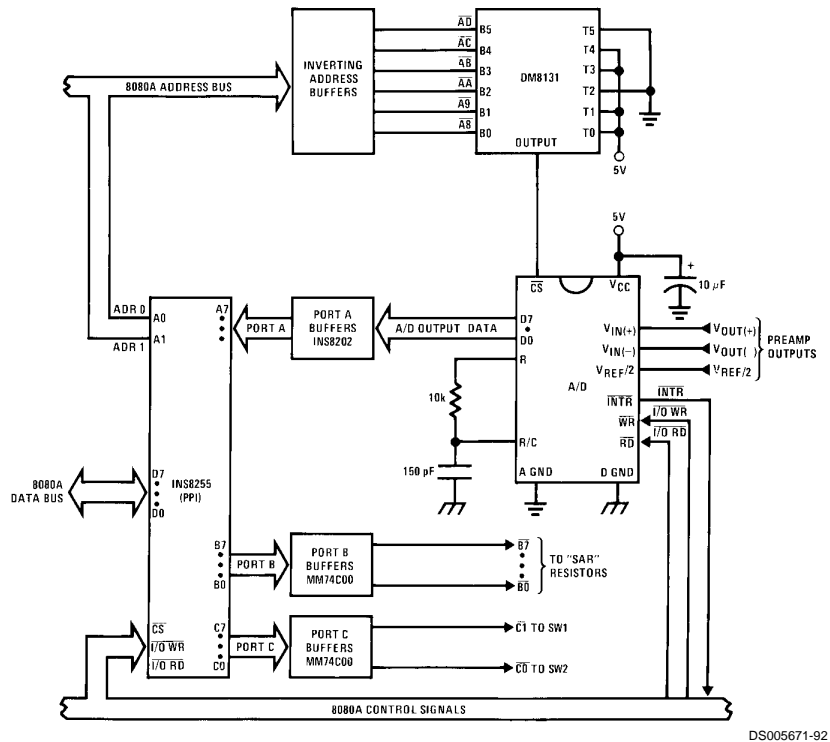 8080A ADDRESS BUS
INVERTING
ADDRESS
BUFFERS
AD
AC
AB
AA
A9
A8
B5
B4
B3
B2
B1
B0
DM8131
OUTPUT
T5
T4
T3
T2
T1
T0
5V
5V
10 µF
+
CS
VCC
ADR 0
ADR 1
A0
A1
A7
PORT A
PORT A
BUFFERS
INS8202
A/D OUTPUT DATA
D7
D0
R
10k
R/C
150 pF
A GND
D GND
A/D
VIN(+)
VIN(−)
VREF/2
INTR
WR
RD
VOUT(+)
VOUT( )
VREF/2
PREAMP
OUTPUTS
INTR
I/O WR
I/O RD
8080A
DATA BUS
D7
D0
INS8255
(PPI)
B7
B0
PORT B
PORT B
BUFFERS
MM74C00
B7
B0
TO "SAR"
RESISTORS
CS
I/O WR
I/O RD
C7
C0
PORT C
PORT C
BUFFERS
MM74C00
C1 TO SW1
C0 TO SW2
8080A CONTROL SIGNALS
DS005671-92